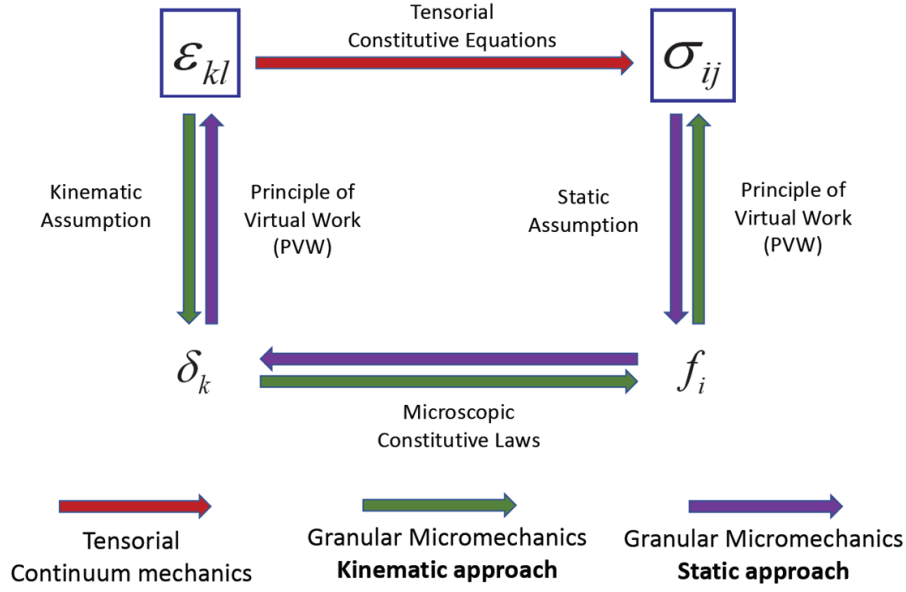 Tensorial
Constitutive Equations
ε_kl
σ_ij
Kinematic
Assumption
Principle of
Virtual Work
(PVW)
Static
Assumption
Principle of
Virtual Work
(PVW)
δ_k
f_i
Microscopic
Constitutive Laws
Tensorial
Continuum mechanics
Granular Micromechanics
Kinematic approach
Granular Micromechanics
Static approach